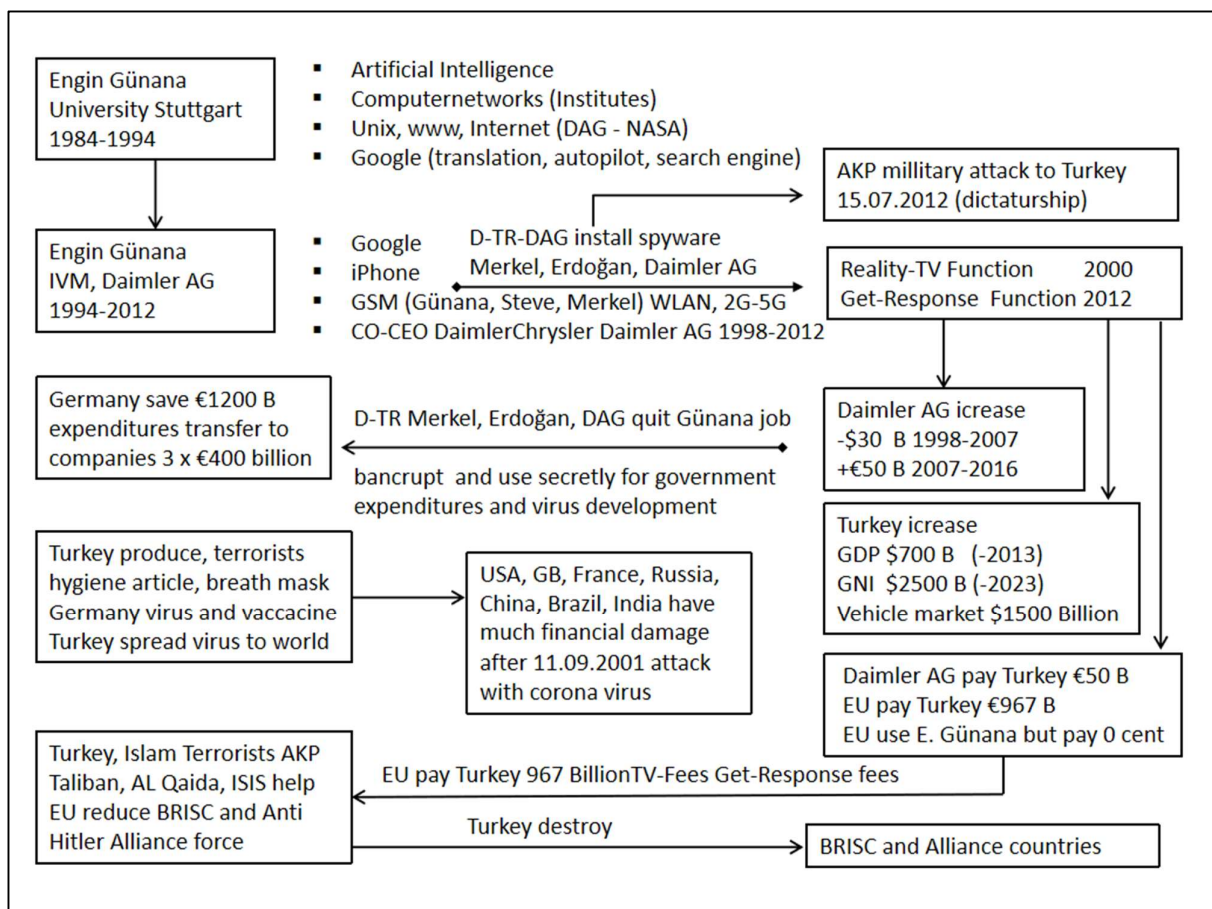 Engin Günana
University Stuttgart
1984-1994
▪ Artificial Intelligence
▪ Computernetworks (Institutes)
▪ Unix, www, Internet (DAG - NASA)
▪ Google (translation, autopilot, search engine)
AKP millitary attack to Turkey
15.07.2012 (dictaturship)
Engin Günana
IVM, Daimler AG
1994-2012
▪ Google
▪ iPhone
▪ GSM (Günana, Steve, Merkel) WLAN, 2G-5G
▪ CO-CEO DaimlerChrysler Daimler AG 1998-2012
D-TR-DAG install spyware
Merkel, Erdoğan, Daimler AG
Reality-TV Function 2000
Get-Response Function 2012
Germany save €1200 B
expenditures transfer to
companies 3 x €400 billion
D-TR Merkel, Erdoğan, DAG quit Günana job
bancrupt and use secretly for government
expenditures and virus development
Daimler AG icrease
-$30 B 1998-2007
+€50 B 2007-2016
Turkey icrease
GDP $700 B (-2013)
GNI $2500 B (-2023)
Vehicle market $1500 Billion
Turkey produce, terrorists
hygiene article, breath mask
Germany virus and vaccacine
Turkey spread virus to world
USA, GB, France, Russia,
China, Brazil, India have
much financial damage
after 11.09.2001 attack
with corona virus
Daimler AG pay Turkey €50 B
EU pay Turkey €967 B
EU use E. Günana but pay 0 cent
Turkey, Islam Terrorists AKP
Taliban, AL Qaida, ISIS help
EU reduce BRISC and Anti
Hitler Alliance force
EU pay Turkey 967 BillionTV-Fees Get-Response fees
Turkey destroy
BRISC and Alliance countries